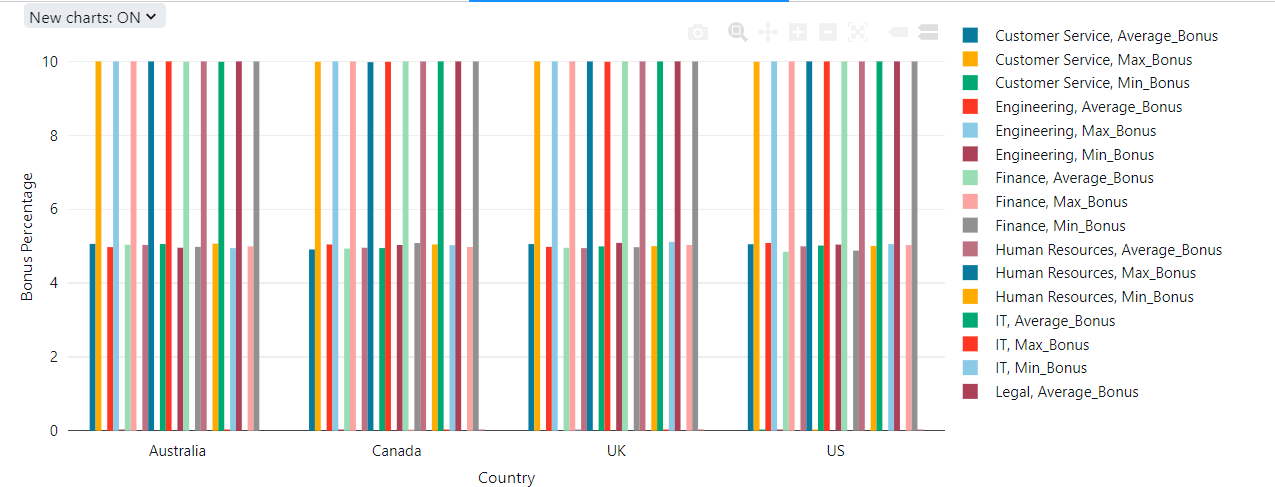 New charts: ON
10
8
6
4
2
0
Bonus Percentage
Australia
Canada
UK
US
Country
Customer Service, Average_Bonus
Customer Service, Max_Bonus
Customer Service, Min_Bonus
Engineering, Average_Bonus
Engineering, Max_Bonus
Engineering, Min_Bonus
Finance, Average_Bonus
Finance, Max_Bonus
Finance, Min_Bonus
Human Resources, Average_Bonus
Human Resources, Max_Bonus
Human Resources, Min_Bonus
IT, Average_Bonus
IT, Max_Bonus
IT, Min_Bonus
Legal, Average_Bonus